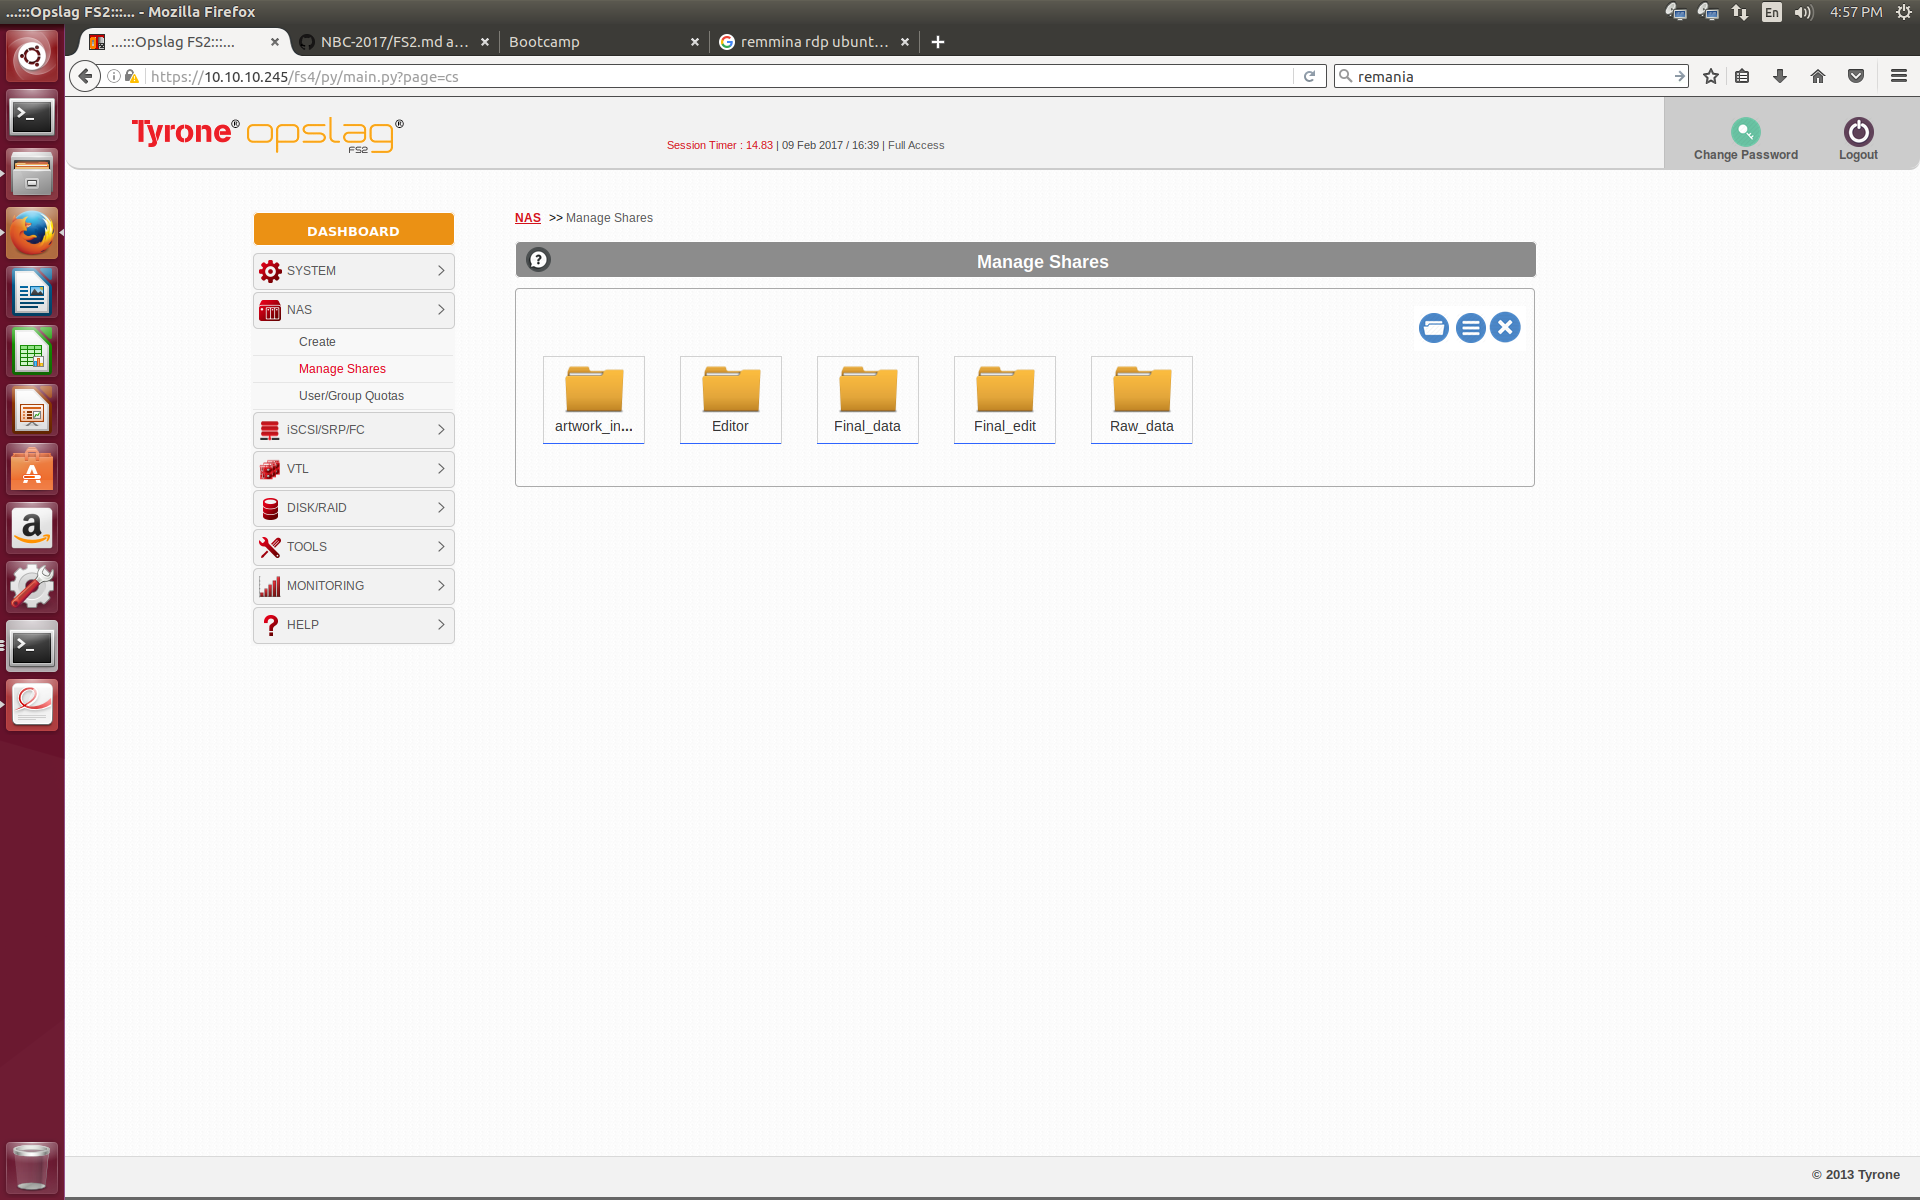 ...:::Opslag FS2:::... - Mozilla Firefox
En
4:57 PM
...:::Opslag FS2:::...
NBC-2017/FS2.md a...
Bootcamp
remmina rdp ubunt...
https://10.10.10.245/fs4/py/main.py?page=cs
remania
Tyrone® opslag®
FS2
Session Timer : 14.83 | 09 Feb 2017 / 16:39 | Full Access
Change Password
Logout
DASHBOARD
SYSTEM
NAS
Create
Manage Shares
User/Group Quotas
iSCSI/SRP/FC
VTL
DISK/RAID
TOOLS
MONITORING
HELP
NAS >> Manage Shares
Manage Shares
artwork_in...
Editor
Final_data
Final_edit
Raw_data
© 2013 Tyrone